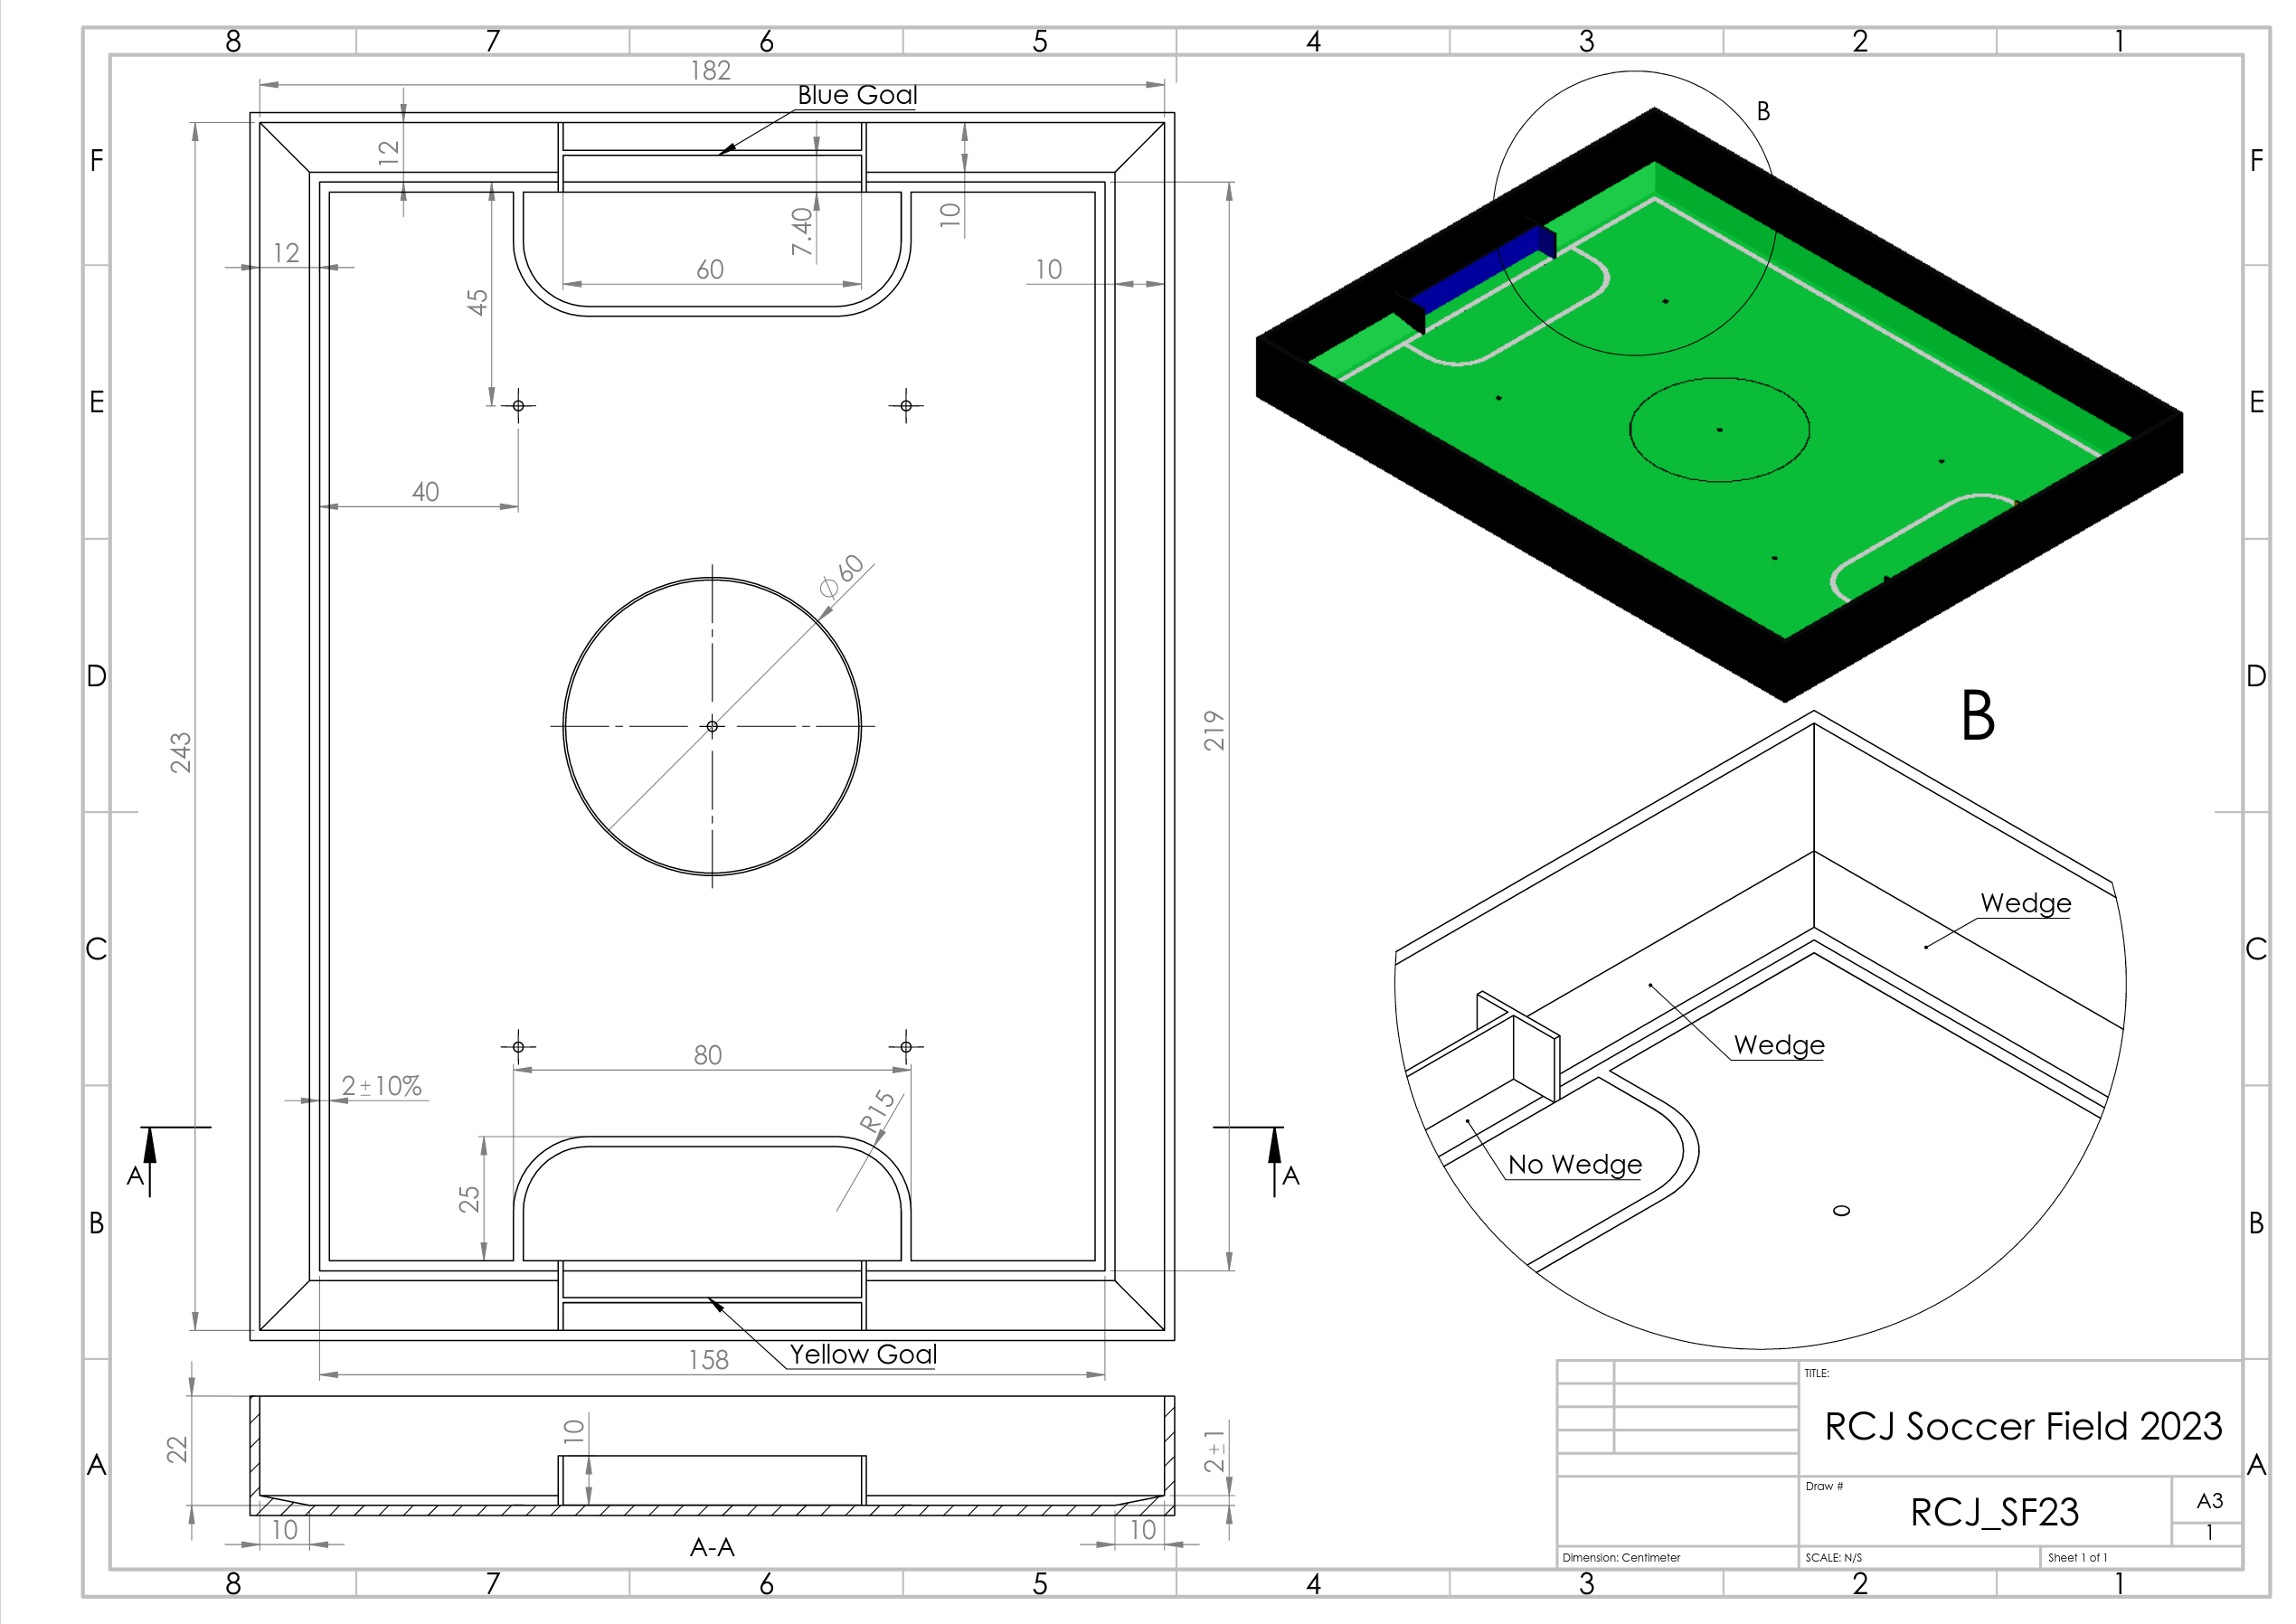 8 7 6 5 4 3 2 1
182
Blue Goal
B
F
12
F
7.40
10
12
60
10
45
E
E
40
⌀60
D
D
B
243
219
Wedge
C
C
Wedge
80
2±10%
R15
A
A
No Wedge
25
B
B
Yellow Goal
158
TITLE:
RCJ Soccer Field 2023
10
22
2±1
A
A
Draw #
RCJ_SF23
A3
1
10
10
A-A
Dimension: Centimeter
SCALE: N/S
Sheet 1 of 1
8 7 6 5 4 3 2 1